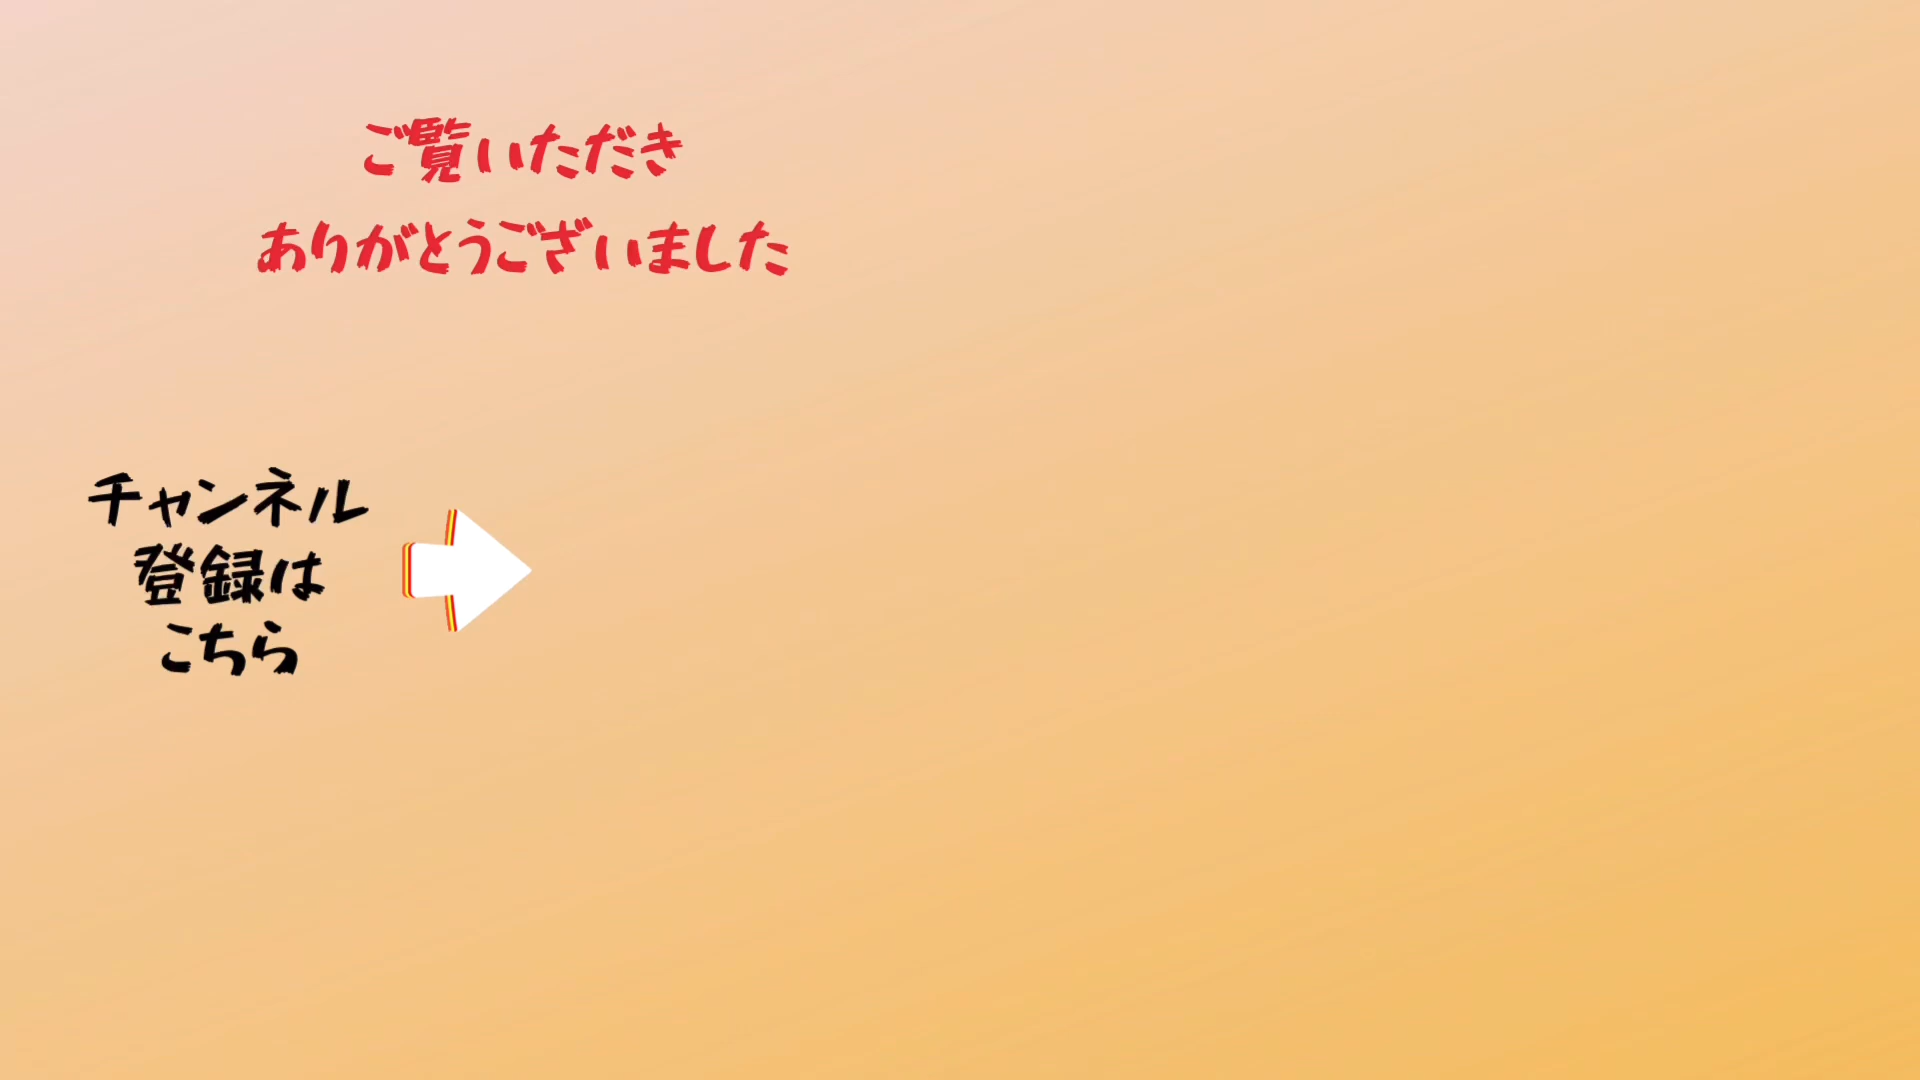 ご覧いただき
ありがとうございました
チャンネル
登録は
こちら